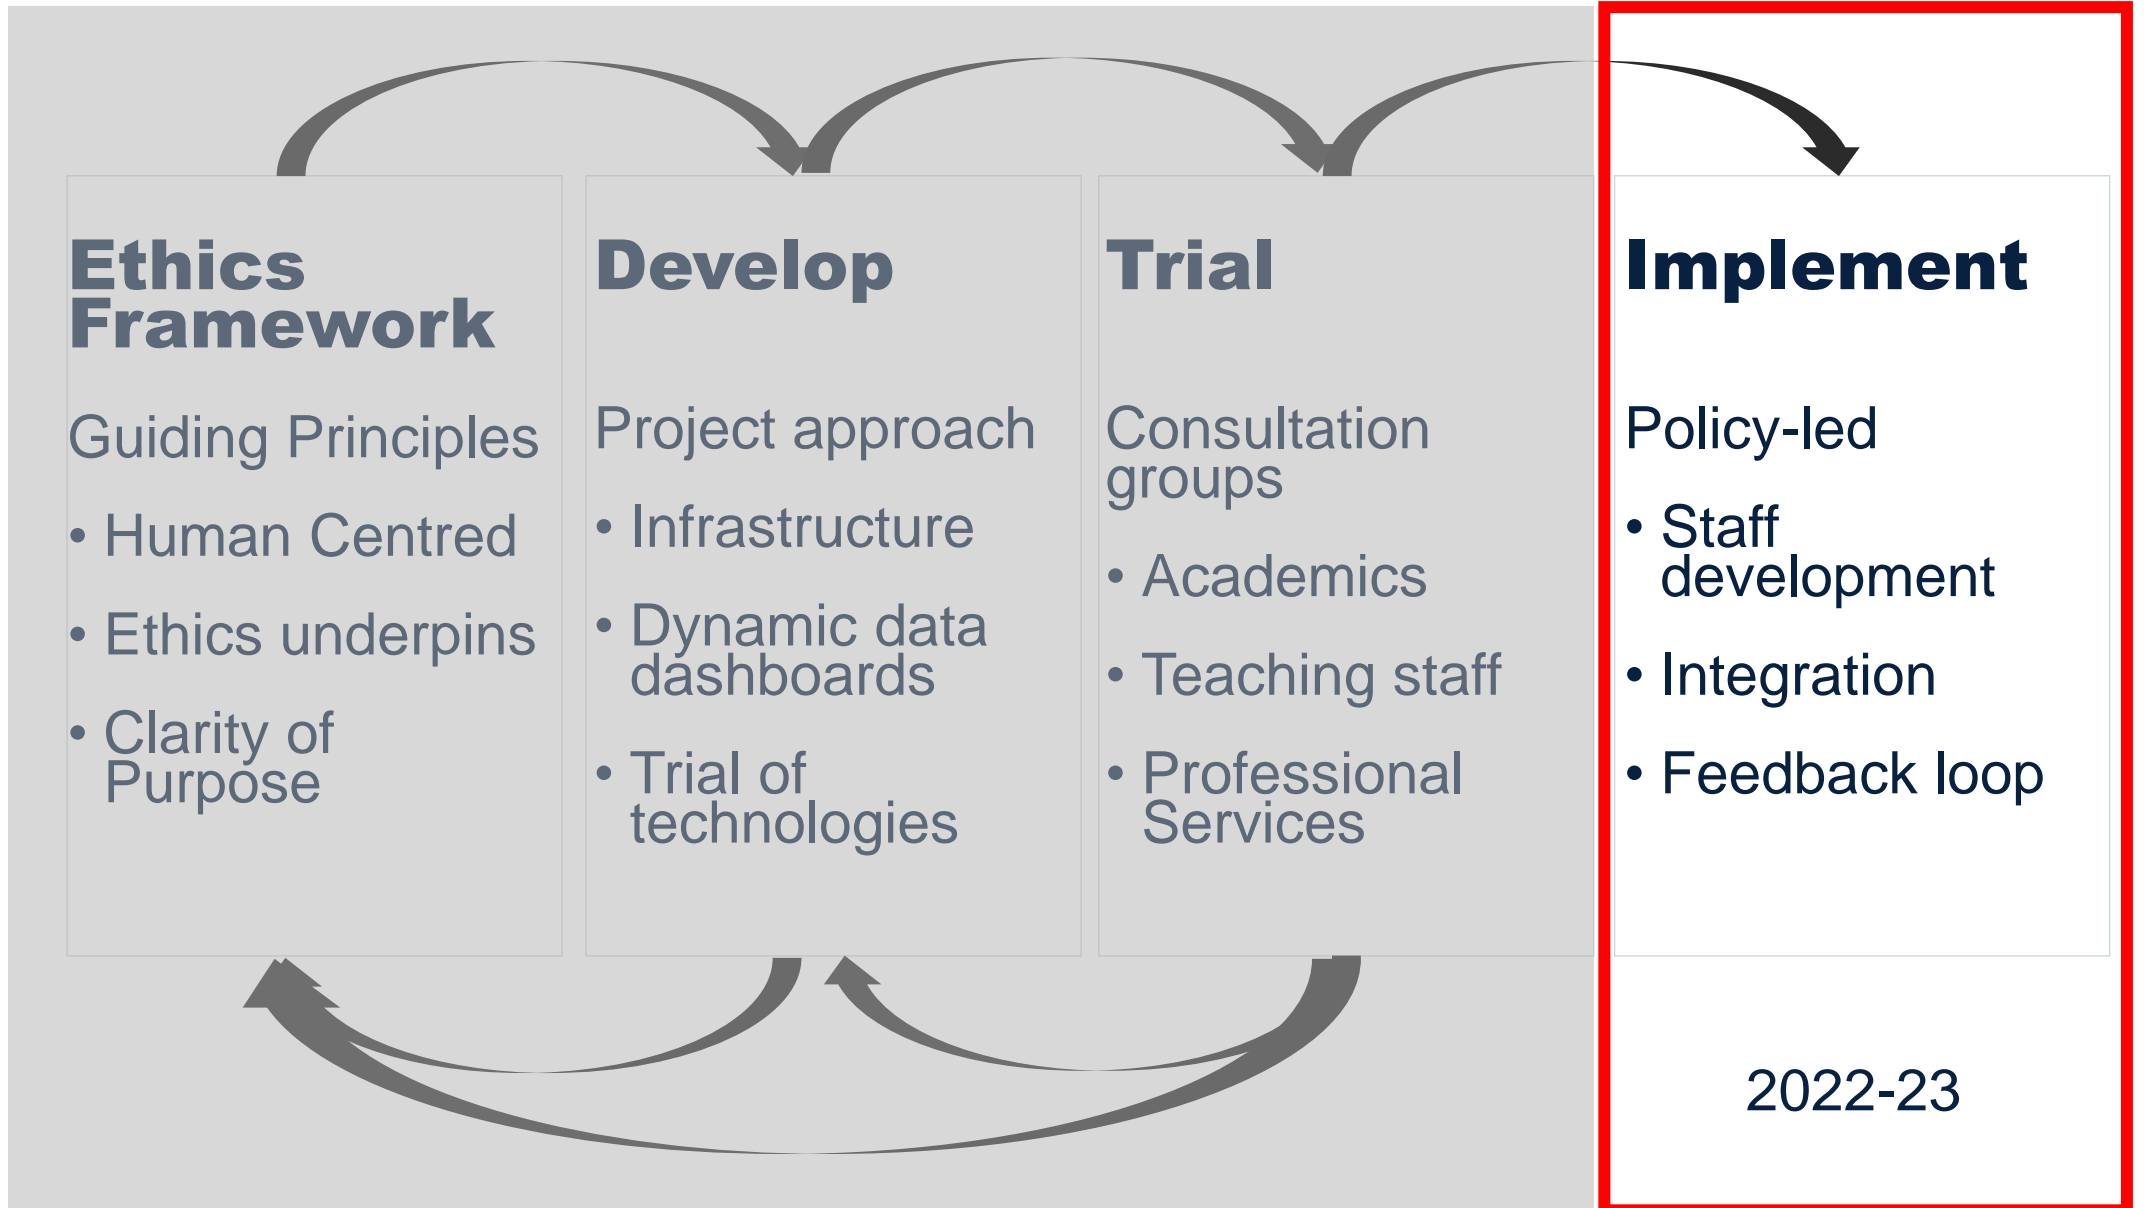 Ethics
Framework
Guiding Principles
• Human Centred
• Ethics underpins
• Clarity of
Purpose
Develop
Project approach
• Infrastructure
• Dynamic data
dashboards
• Trial of
technologies
Trial
Consultation
groups
• Academics
• Teaching staff
• Professional
Services
Implement
Policy-led
• Staff
development
• Integration
• Feedback loop
2022-23